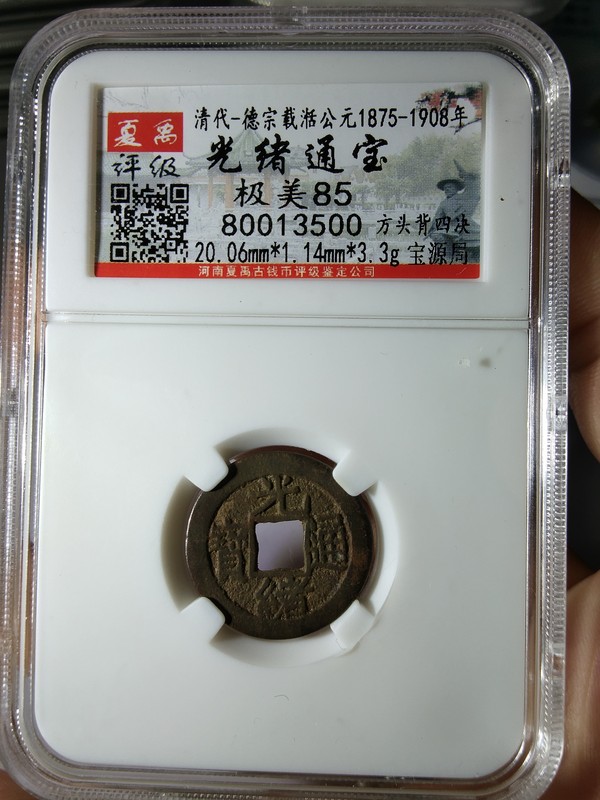 夏禹
评级
清代-德宗载湉公元1875-1908年
光绪通宝
极美85
80013500 方头背四决
20.06mm*1.14mm*3.3g 宝源局
河南夏禹古钱币评级鉴定公司
光緒通寶